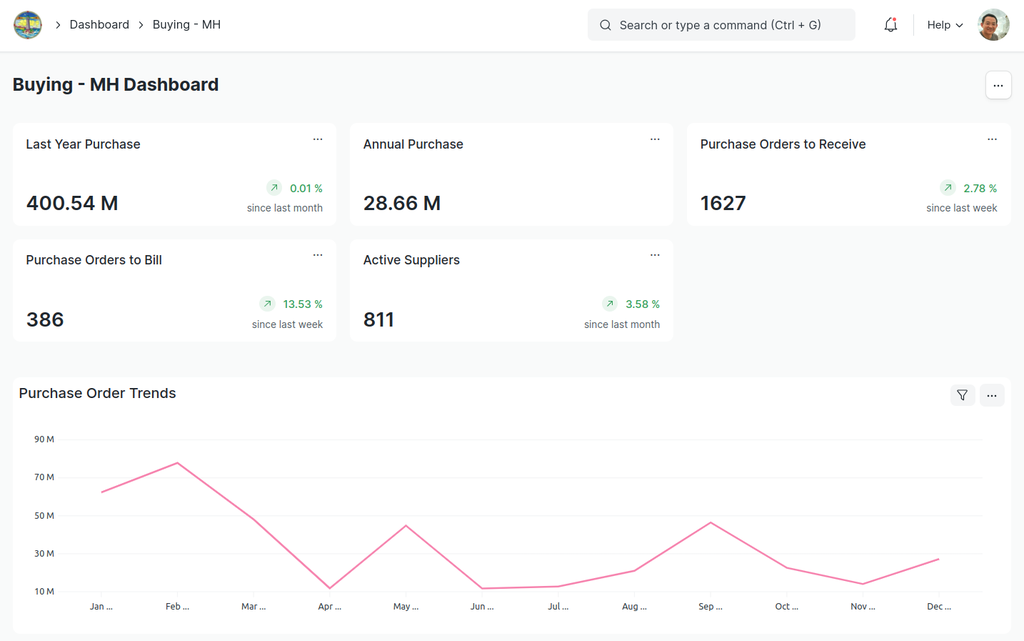 Dashboard
Buying - MH
Search or type a command (Ctrl + G)
Help
Buying - MH Dashboard
Last Year Purchase
400.54 M
0.01 %
since last month
Annual Purchase
28.66 M
Purchase Orders to Receive
1627
2.78 %
since last week
Purchase Orders to Bill
386
13.53 %
since last week
Active Suppliers
811
3.58 %
since last month
Purchase Order Trends
90 M
70 M
50 M
30 M
10 M
Jan ... Feb ... Mar ... Apr ... May ... Jun ... Jul ... Aug ... Sep ... Oct ... Nov ... Dec ...